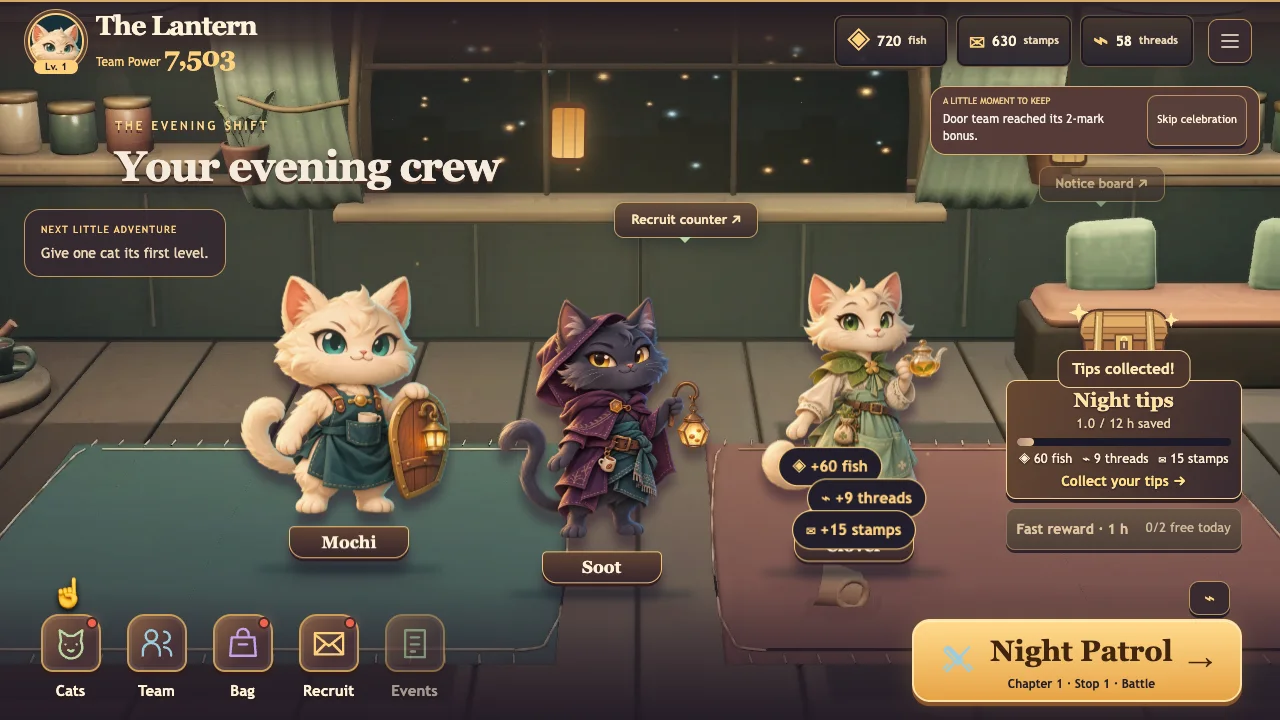 The Lantern
Team Power 7,503
Lv. 1
720 fish
630 stamps
58 threads
A LITTLE MOMENT TO KEEP
Door team reached its 2-mark
bonus.
Skip celebration
THE EVENING SHIFT
Your evening crew
Notice board ↗
Recruit counter ↗
NEXT LITTLE ADVENTURE
Give one cat its first level.
Tips collected!
Night tips
1.0 / 12 h saved
60 fish 9 threads 15 stamps
Collect your tips →
+60 fish
+9 threads
+15 stamps
Fast reward · 1 h 0/2 free today
Mochi
Soot
Night Patrol →
Chapter 1 · Stop 1 · Battle
Cats
Team
Bag
Recruit
Events